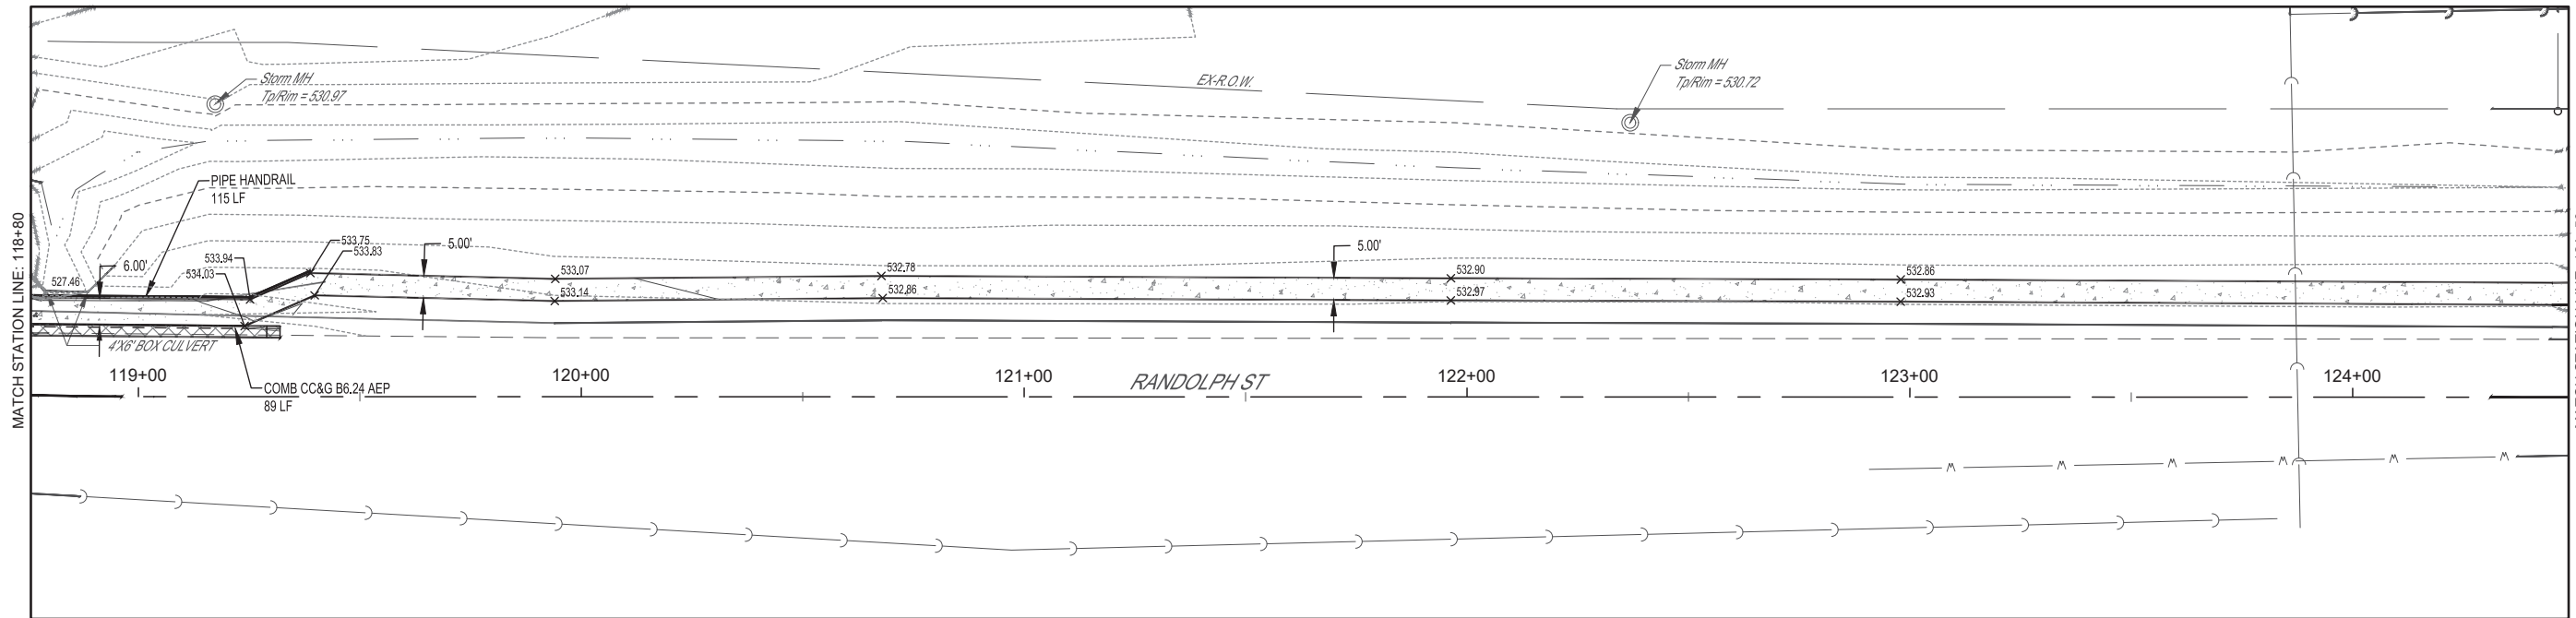 Storm MH
Tp/Rim = 530.97
EX-R.O.W.
Storm MH
Tp/Rim = 530.72
PIPE HANDRAIL
115 LF
MATCH STATION LINE: 118+80
533.75
533.83
533.94
534.03
527.46
6.00'
5.00'
5.00'
533.07
533.14
532.78
532.86
532.90
532.97
532.86
532.93
4'X6' BOX CULVERT
COMB CC&G B6.24 AEP
89 LF
119+00
120+00
121+00
RANDOLPH ST
122+00
123+00
124+00